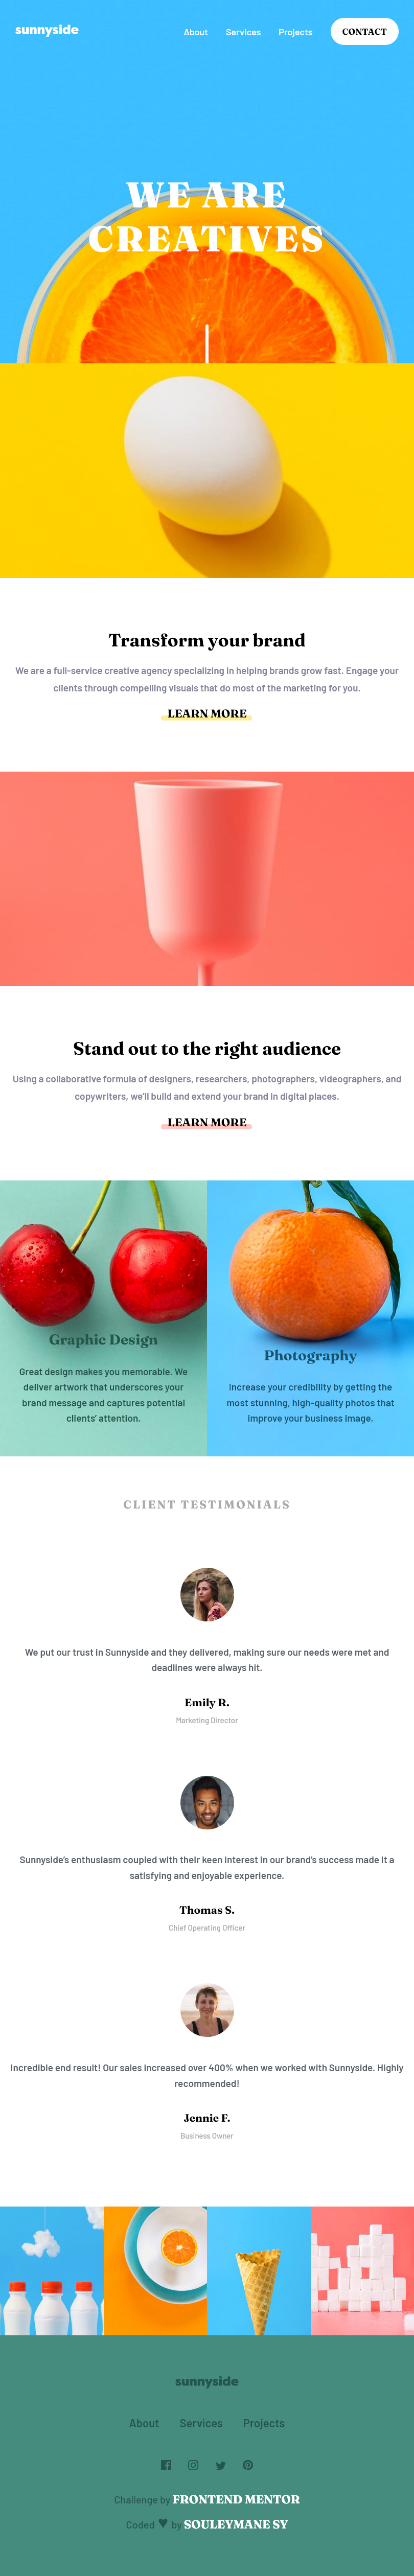 sunnyside
About Services Projects CONTACT
WE ARE
CREATIVES
Transform your brand
We are a full-service creative agency specializing in helping brands grow fast. Engage your
clients through compelling visuals that do most of the marketing for you.
LEARN MORE
Stand out to the right audience
Using a collaborative formula of designers, researchers, photographers, videographers, and
copywriters, we'll build and extend your brand in digital places.
LEARN MORE
Graphic Design
Great design makes you memorable. We
deliver artwork that underscores your
brand message and captures potential
clients' attention.
Photography
Increase your credibility by getting the
most stunning, high-quality photos that
improve your business image.
CLIENT TESTIMONIALS
We put our trust in Sunnyside and they delivered, making sure our needs were met and
deadlines were always hit.
Emily R.
Marketing Director
Sunnyside's enthusiasm coupled with their keen interest in our brand's success made it a
satisfying and enjoyable experience.
Thomas S.
Chief Operating Officer
Incredible end result! Our sales increased over 400% when we worked with Sunnyside. Highly
recommended!
Jennie F.
Business Owner
sunnyside
About Services Projects
Challenge by FRONTEND MENTOR
Coded ♥ by SOULEYMANE SY